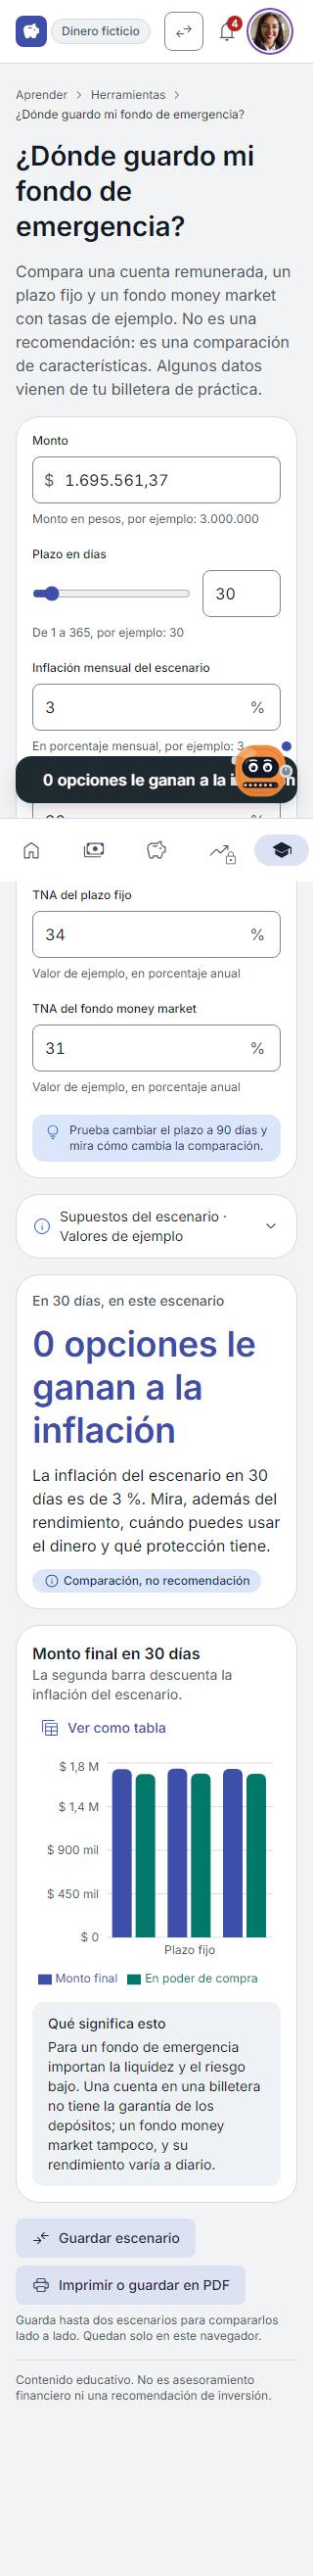 Dinero ficticio
4
Aprender > Herramientas >
¿Dónde guardo mi fondo de emergencia?
¿Dónde guardo mi
fondo de
emergencia?
Compara una cuenta remunerada, un
plazo fijo y un fondo money market
con tasas de ejemplo. No es una
recomendación: es una comparación
de características. Algunos datos
vienen de tu billetera de práctica.
Monto
$ 1.695.561,37
Monto en pesos, por ejemplo: 3.000.000
Plazo en días
30
De 1 a 365, por ejemplo: 30
Inflación mensual del escenario
3 %
En porcentaje mensual, por ejemplo: 3
0 opciones le ganan a la
TNA del plazo fijo
34 %
Valor de ejemplo, en porcentaje anual
TNA del fondo money market
31 %
Valor de ejemplo, en porcentaje anual
Prueba cambiar el plazo a 90 días y
mira cómo cambia la comparación.
Supuestos del escenario ·
Valores de ejemplo
En 30 días, en este escenario
0 opciones le
ganan a la
inflación
La inflación del escenario en 30
días es de 3 %. Mira, además del
rendimiento, cuándo puedes usar
el dinero y qué protección tiene.
Comparación, no recomendación
Monto final en 30 días
La segunda barra descuenta la
inflación del escenario.
Ver como tabla
$ 1,8 M
$ 1,4 M
$ 900 mil
$ 450 mil
$ 0
Plazo fijo
Monto final En poder de compra
Qué significa esto
Para un fondo de emergencia
importan la liquidez y el riesgo
bajo. Una cuenta en una billetera
no tiene la garantía de los
depósitos; un fondo money
market tampoco, y su
rendimiento varía a diario.
Guardar escenario
Imprimir o guardar en PDF
Guarda hasta dos escenarios para compararlos
lado a lado. Quedan solo en este navegador.
Contenido educativo. No es asesoramiento
financiero ni una recomendación de inversión.